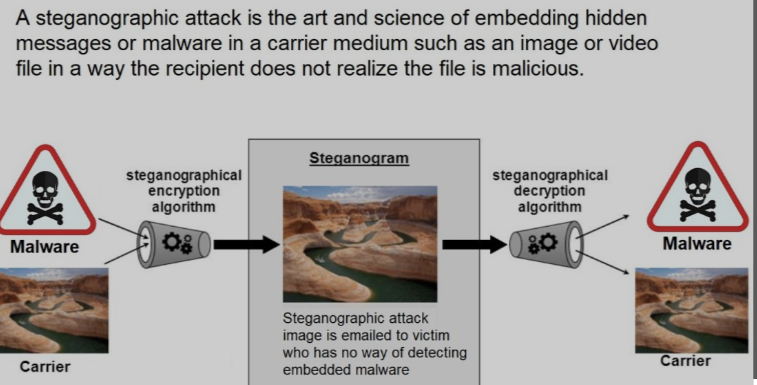 A steganographic attack is the art and science of embedding hidden
messages or malware in a carrier medium such as an image or video
file in a way the recipient does not realize the file is malicious.
Steganogram
steganographical
encryption
algorithm
steganographical
decryption
algorithm
Malware
Malware
Steganographic attack
image is emailed to victim
who has no way of detecting
embedded malware
Carrier
Carrier